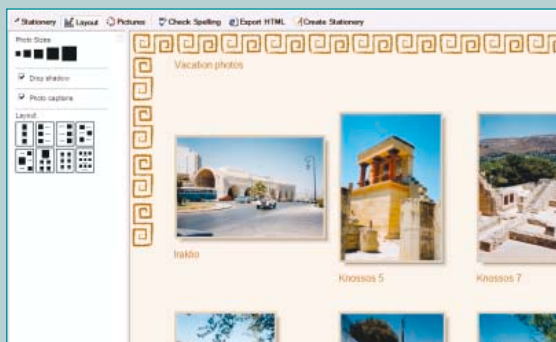 Stationery Layout Pictures Check Spelling Export HTML Create Stationery
Photo Sizes
Drop shadow
Photo captions
Layout
Vacation photos
Iraklio
Knossos 5
Knossos 7